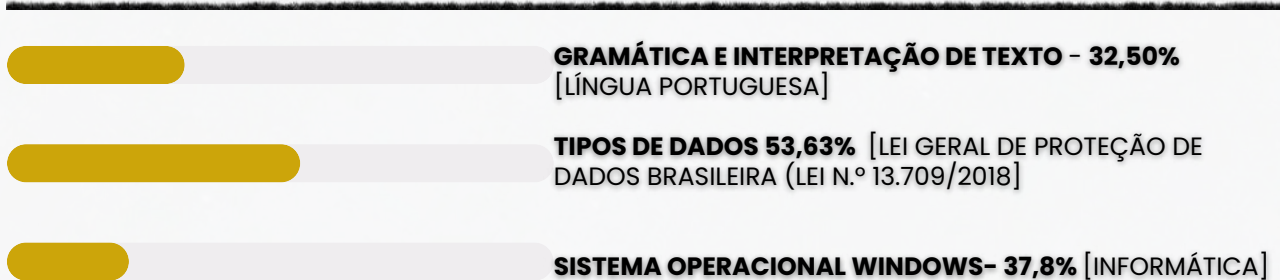 GRAMÁTICA E INTERPRETAÇÃO DE TEXTO - 32,50%
[LÍNGUA PORTUGUESA]
TIPOS DE DADOS 53,63% [LEI GERAL DE PROTEÇÃO DE
DADOS BRASILEIRA (LEI N.º 13.709/2018]
SISTEMA OPERACIONAL WINDOWS- 37,8% [INFORMÁTICA]